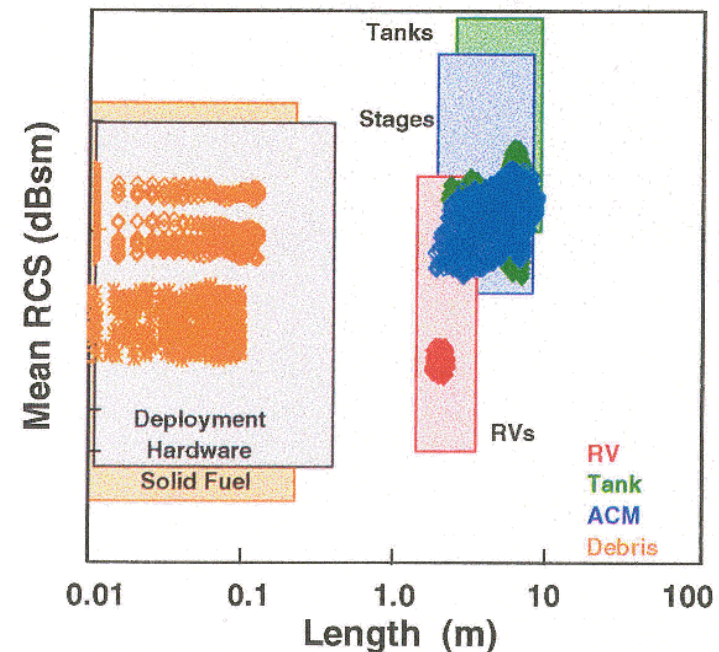 Tanks
Stages
Mean RCS (dBsm)
Deployment
Hardware
Solid Fuel
RVs
RV
Tank
ACM
Debris
0.01 0.1 1.0 10 100
Length (m)